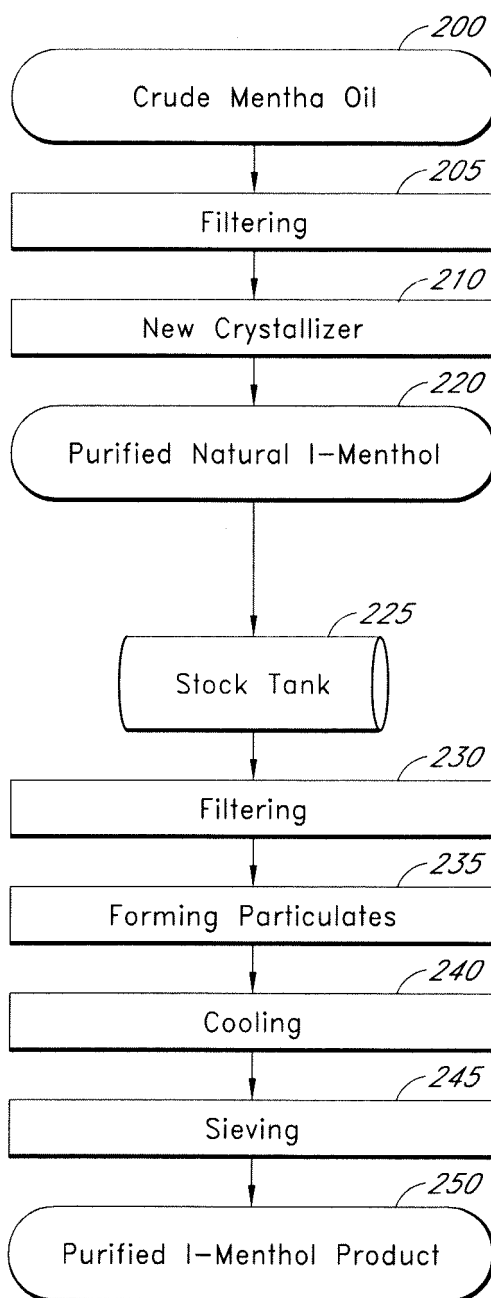 200
Crude Mentha Oil
205
Filtering
210
New Crystallizer
220
Purified Natural l-Menthol
225
Stock Tank
230
Filtering
235
Forming Particulates
240
Cooling
245
Sieving
250
Purified l-Menthol Product